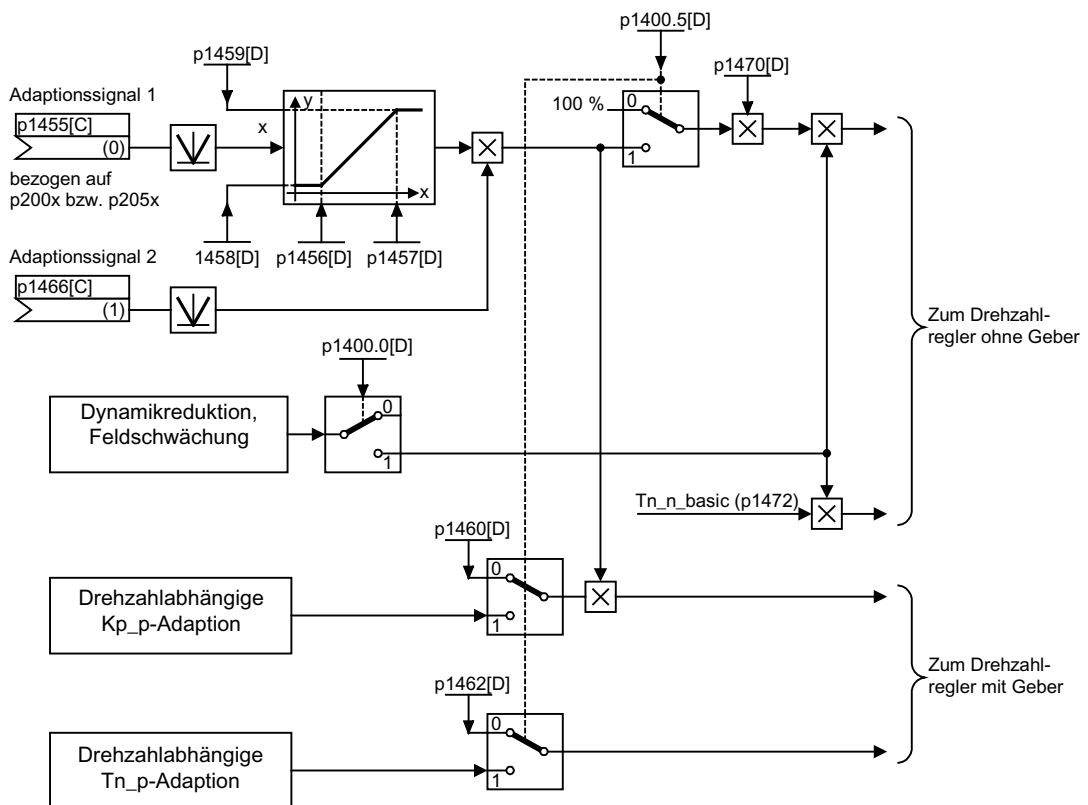 p1400.5[D]
p1459[D]
p1470[D]
Adaptionssignal 1
p1455[C]
(0)
x
y
x
100 %
0
1
bezogen auf
p200x bzw. p205x
1458[D]
p1456[D]
p1457[D]
Adaptionssignal 2
p1466[C]
(1)
Zum Drehzahl-
regler ohne Geber
p1400.0[D]
Dynamikreduktion,
Feldschwächung
0
1
Tn_n_basic (p1472)
p1460[D]
Drehzahlabhängige
Kp_p-Adaption
0
1
Zum Drehzahl-
regler mit Geber
p1462[D]
Drehzahlabhängige
Tn_p-Adaption
0
1